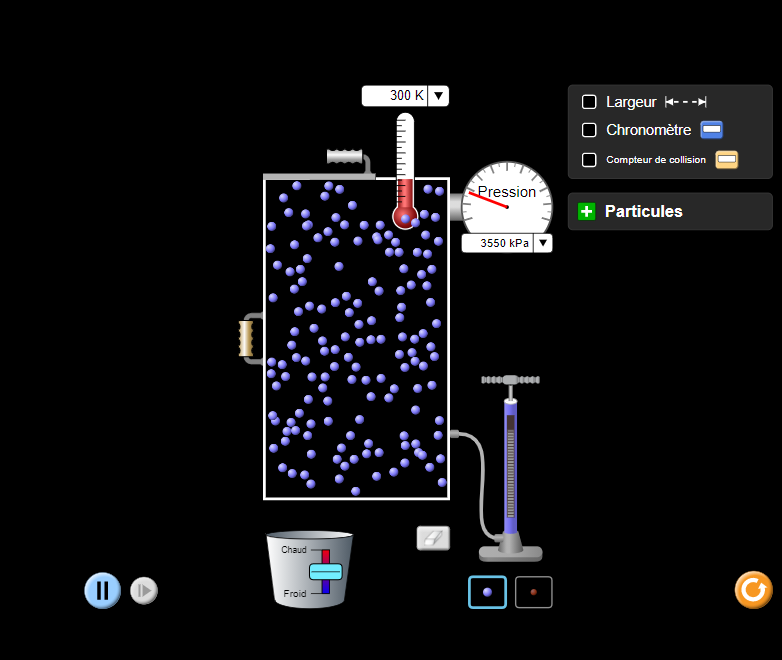 300 K
Largeur
Chronomètre
Compteur de collision
Pression
Particules
3550 kPa
Chaud
Froid